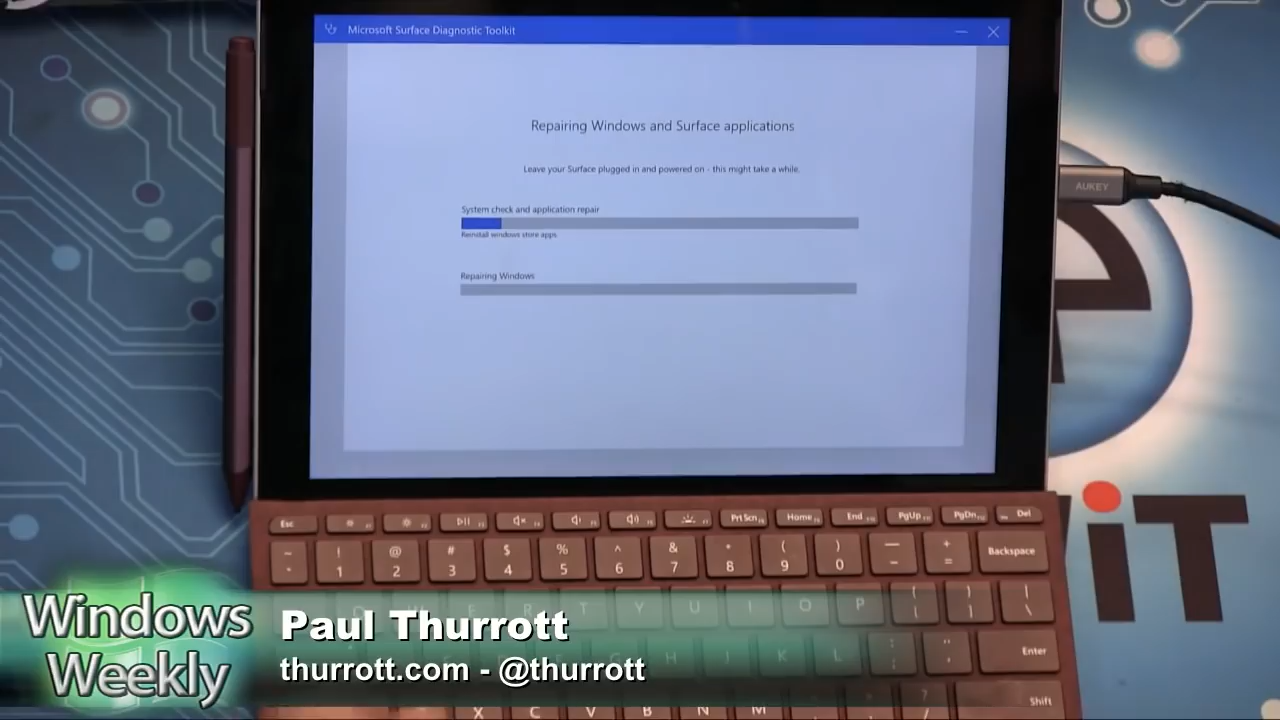 Microsoft Surface Diagnostic Toolkit
Repairing Windows and Surface applications
Leave your Surface plugged in and powered on - this might take a while.
System check and application repair
Reinstall windows store apps
Repairing Windows
AUKEY
e
iT
Esc
PrtScn
Home
End
PgUp
PgDn
Del
~ ! @ # $ % ^ & * ( ) — +
1 2 3 4 5 6 7 8 9 0 - = Backspace
E R T Y U I O P { [ } ] | \
H K L : ; " ' Enter
X C V B N M ? / Shift
Windows
Weekly
Paul Thurrott
thurrott.com - @thurrott